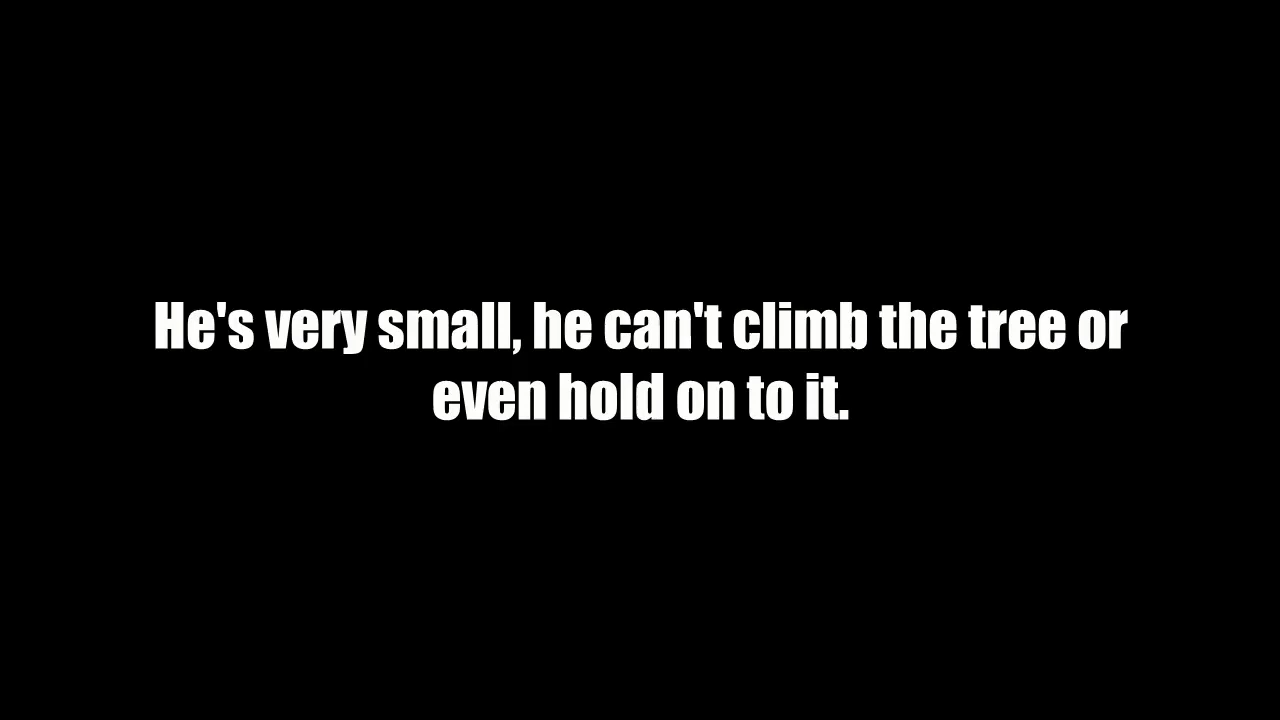 He's very small, he can't climb the tree or
even hold on to it.